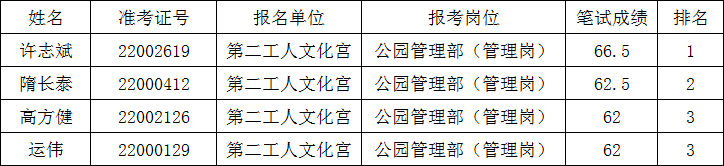 姓名 准考证号 报名单位 报考岗位 笔试成绩 排名
许志斌 22002619 第二工人文化宫 公园管理部（管理岗） 66.5 1
隋长泰 22000412 第二工人文化宫 公园管理部（管理岗） 62.5 2
高方健 22002126 第二工人文化宫 公园管理部（管理岗） 62 3
运伟 22000129 第二工人文化宫 公园管理部（管理岗） 62 3